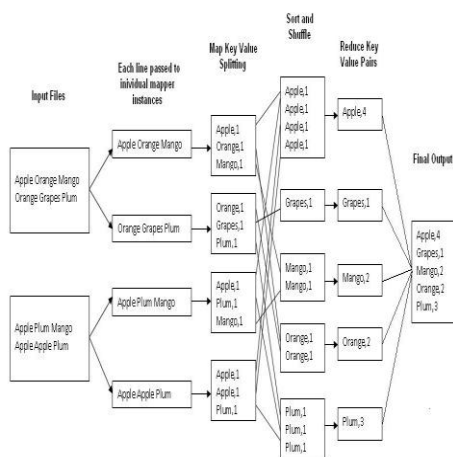 Input Files
Each line passed to
inividual mapper
instances
Map Key Value
Splitting
Sort and
Shuffle
Reduce Key
Value Pairs
Final Output
Apple Orange Mango
Orange Grapes Plum
Apple Plum Mango
Apple Apple Plum
Apple Orange Mango
Orange Grapes Plum
Apple Plum Mango
Apple Apple Plum
Apple,1
Orange,1
Mango,1
Orange,1
Grapes,1
Plum,1
Apple,1
Plum,1
Mango,1
Apple,1
Apple,1
Plum,1
Apple,1
Apple,1
Apple,1
Apple,1
Grapes,1
Mango,1
Mango,1
Orange,1
Orange,1
Plum,1
Plum,1
Plum,1
Apple,4
Grapes,1
Mango,2
Orange,2
Plum,3
Apple,4
Grapes,1
Mango,2
Orange,2
Plum,3